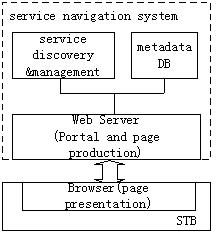 service navigation system
service
discovery
&management
metadata
DB
Web Server
(Portal and page
production)
Browser(page
presentation)
STB